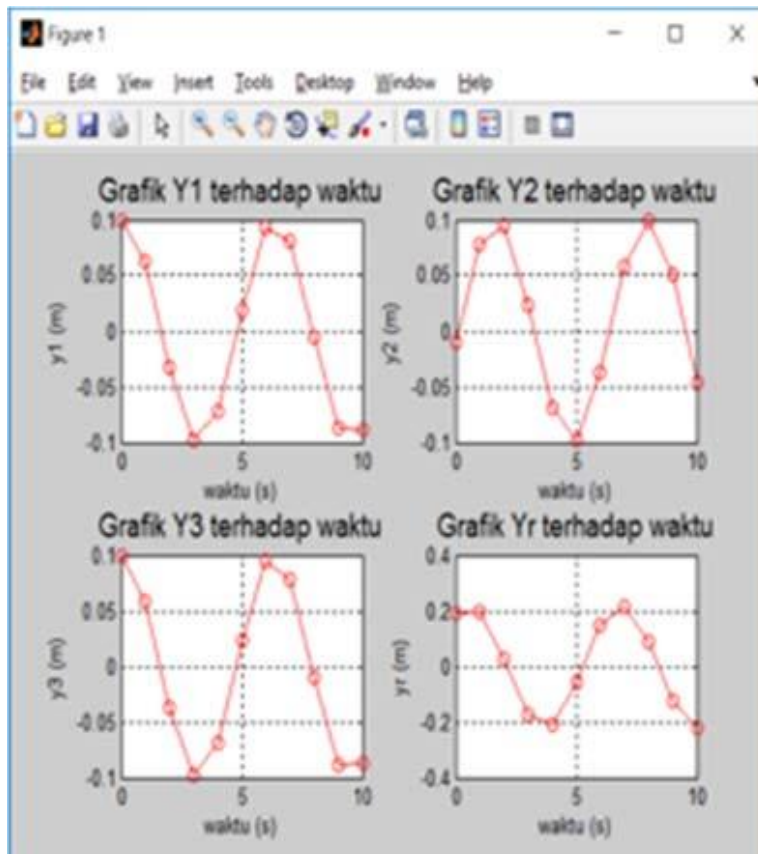 Figure 1
File Edit View Insert Tools Desktop Window Help
Grafik Y1 terhadap waktu
0.1
0.05
0
-0.05
-0.1
y1 (m)
0 5 10
waktu (s)
Grafik Y2 terhadap waktu
0.1
0.05
0
-0.05
-0.1
y2 (m)
0 5 10
waktu (s)
Grafik Y3 terhadap waktu
0.1
0.05
0
-0.05
-0.1
y3 (m)
0 5 10
waktu (s)
Grafik Yr terhadap waktu
0.4
0.2
0
-0.2
-0.4
yr (m)
0 5 10
waktu (s)